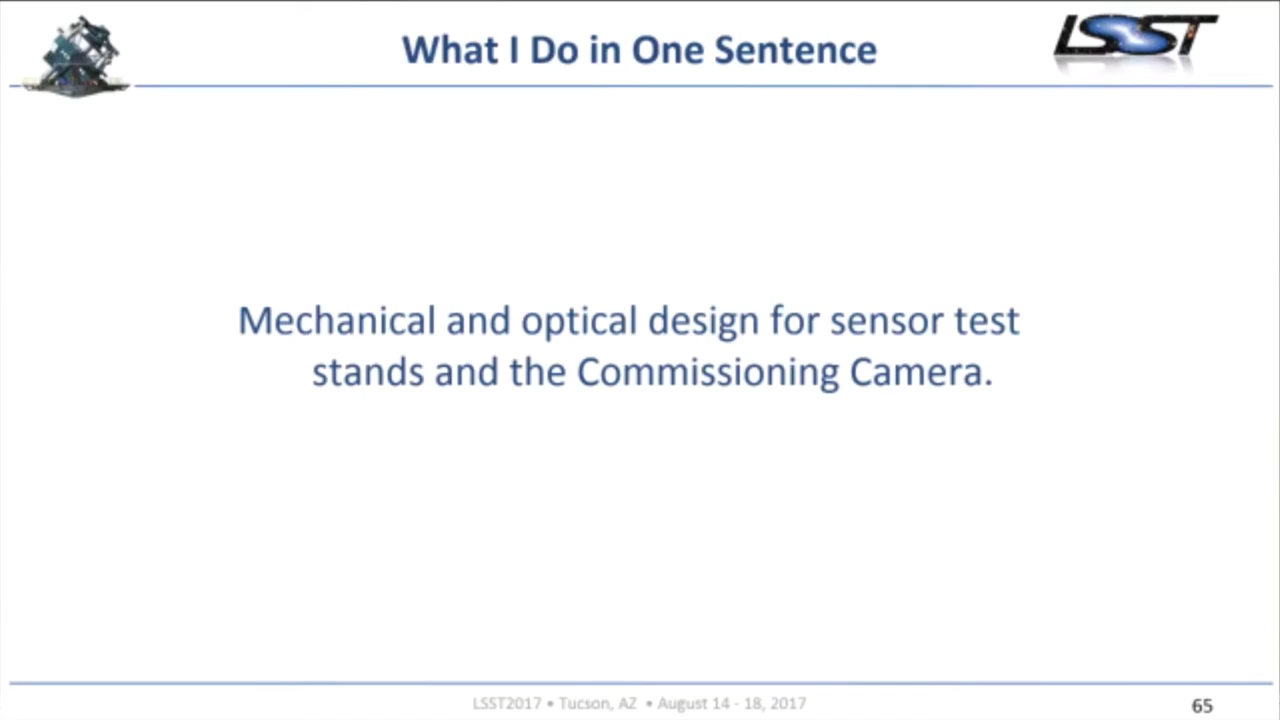 What I Do in One Sentence
LSST
Mechanical and optical design for sensor test
stands and the Commissioning Camera.
LSST2017 • Tucson, AZ • August 14 - 18, 2017
65